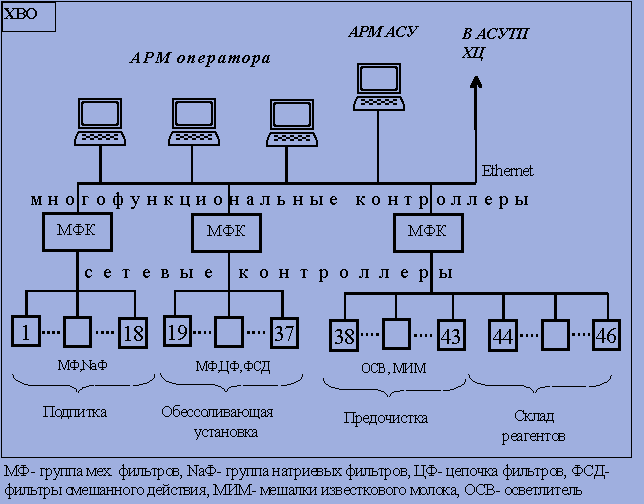 ХВО
АРМ АСУ
В АСУТП
ХЦ
АРМ оператора
Ethernet
многофункциональные контроллеры
МФК МФК МФК
сетевые контроллеры
1 18 19 37 38 43 44 46
МФ,NaФ МФ,ЦФ,ФСД ОСВ, МИМ
Подпитка Обессоливающая Предочистка Склад
установка реагентов
МФ- группа мех. фильтров, NaФ- группа натриевых фильтров, ЦФ- цепочка фильтров, ФСД-
фильтры смешанного действия, МИМ- мешалки известкового молока, ОСВ- осветлитель